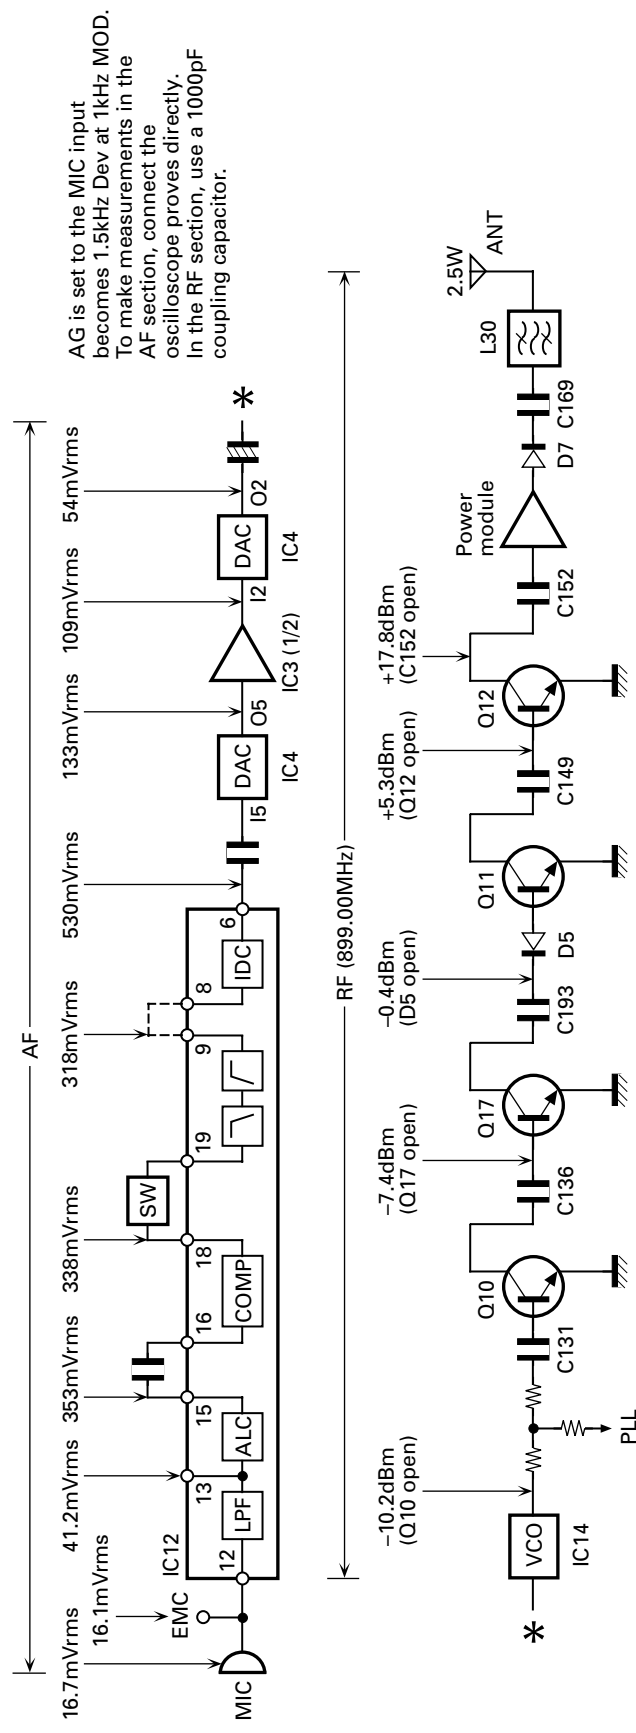 AG is set to the MIC input
becomes 1.5kHz Dev at 1kHz MOD.
To make measurements in the
AF section, connect the
oscilloscope proves directly.
In the RF section, use a 1000pF
coupling capacitor.
AF
16.7mVrms
16.1mVrms
41.2mVrms
353mVrms
338mVrms
318mVrms
530mVrms
133mVrms
109mVrms
54mVrms
MIC
EMC
IC12
12
LPF
13
ALC
15
16
COMP
18
SW
19
9
8
IDC
6
I5
DAC
IC4
O5
IC3 (1/2)
I2
DAC
IC4
O2
*
RF (899.00MHz)
–10.2dBm
(Q10 open)
–7.4dBm
(Q17 open)
–0.4dBm
(D5 open)
+5.3dBm
(Q12 open)
+17.8dBm
(C152 open)
*
VCO
IC14
PLL
C131
Q10
C136
Q17
C193
D5
Q11
C149
Q12
C152
Power
module
D7
C169
L30
2.5W
ANT